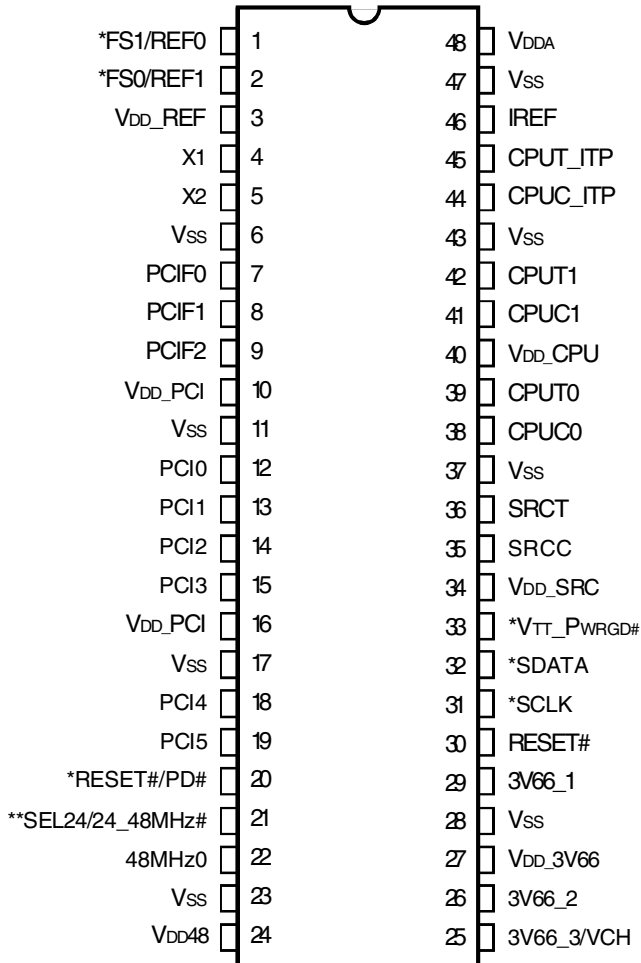 *FS1/REF0 1 48 VDDA
*FS0/REF1 2 47 VSS
VDD_REF 3 46 IREF
X1 4 45 CPUT_ITP
X2 5 44 CPUC_ITP
VSS 6 43 VSS
PCIF0 7 42 CPUT1
PCIF1 8 41 CPUC1
PCIF2 9 40 VDD_CPU
VDD_PCI 10 39 CPUT0
VSS 11 38 CPUC0
PCI0 12 37 VSS
PCI1 13 36 SRCT
PCI2 14 35 SRCC
PCI3 15 34 VDD_SRC
VDD_PCI 16 33 *VTT_PWRGD#
VSS 17 32 *SDATA
PCI4 18 31 *SCLK
PCI5 19 30 RESET#
*RESET#/PD# 20 29 3V66_1
**SEL24/24_48MHz# 21 28 VSS
48MHz0 22 27 VDD_3V66
VSS 23 26 3V66_2
VDD48 24 25 3V66_3/VCH